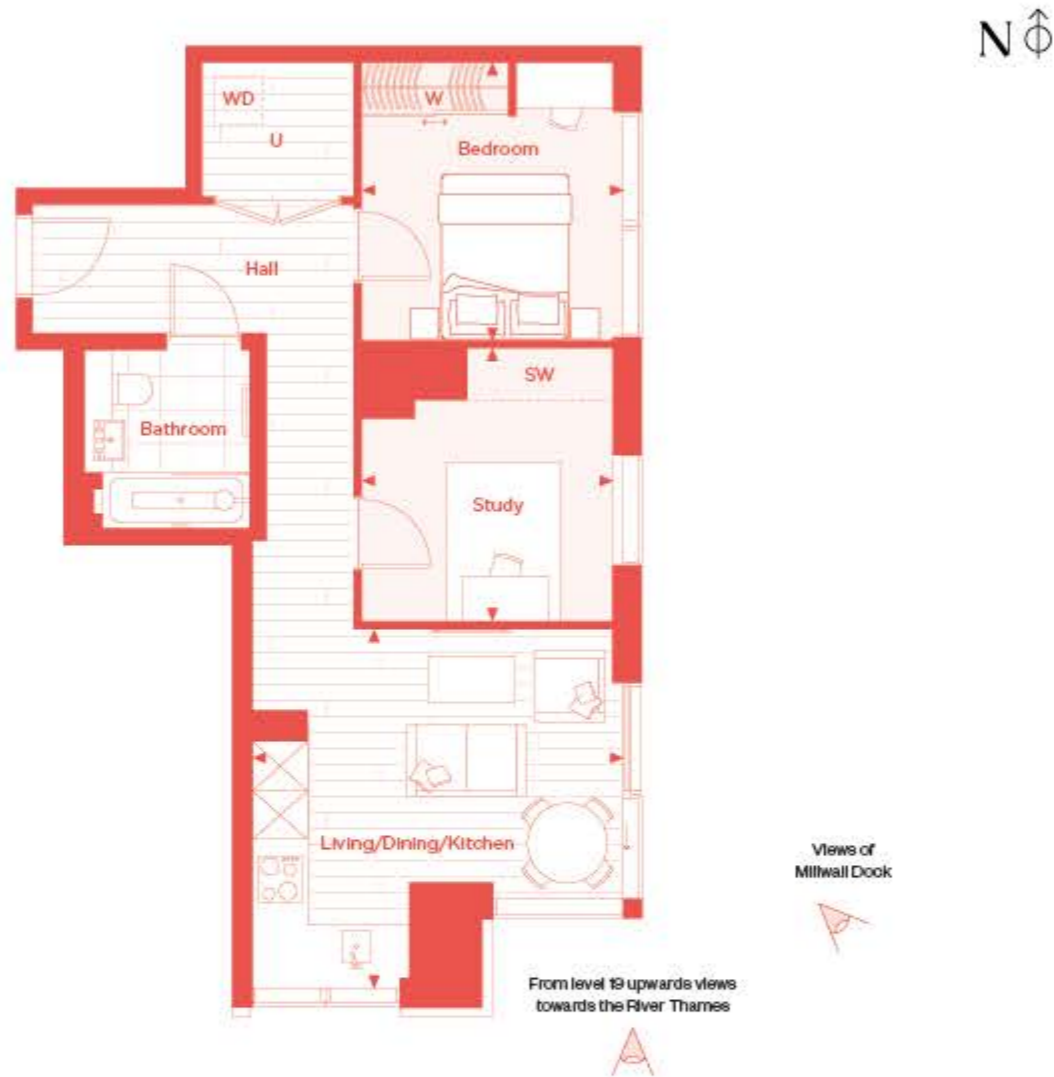 N
WD
W
U
Bedroom
Hall
SW
Bathroom
Study
Living/Dining/Kitchen
Views of
Millwall Dock
From level 19 upwards views
towards the River Thames